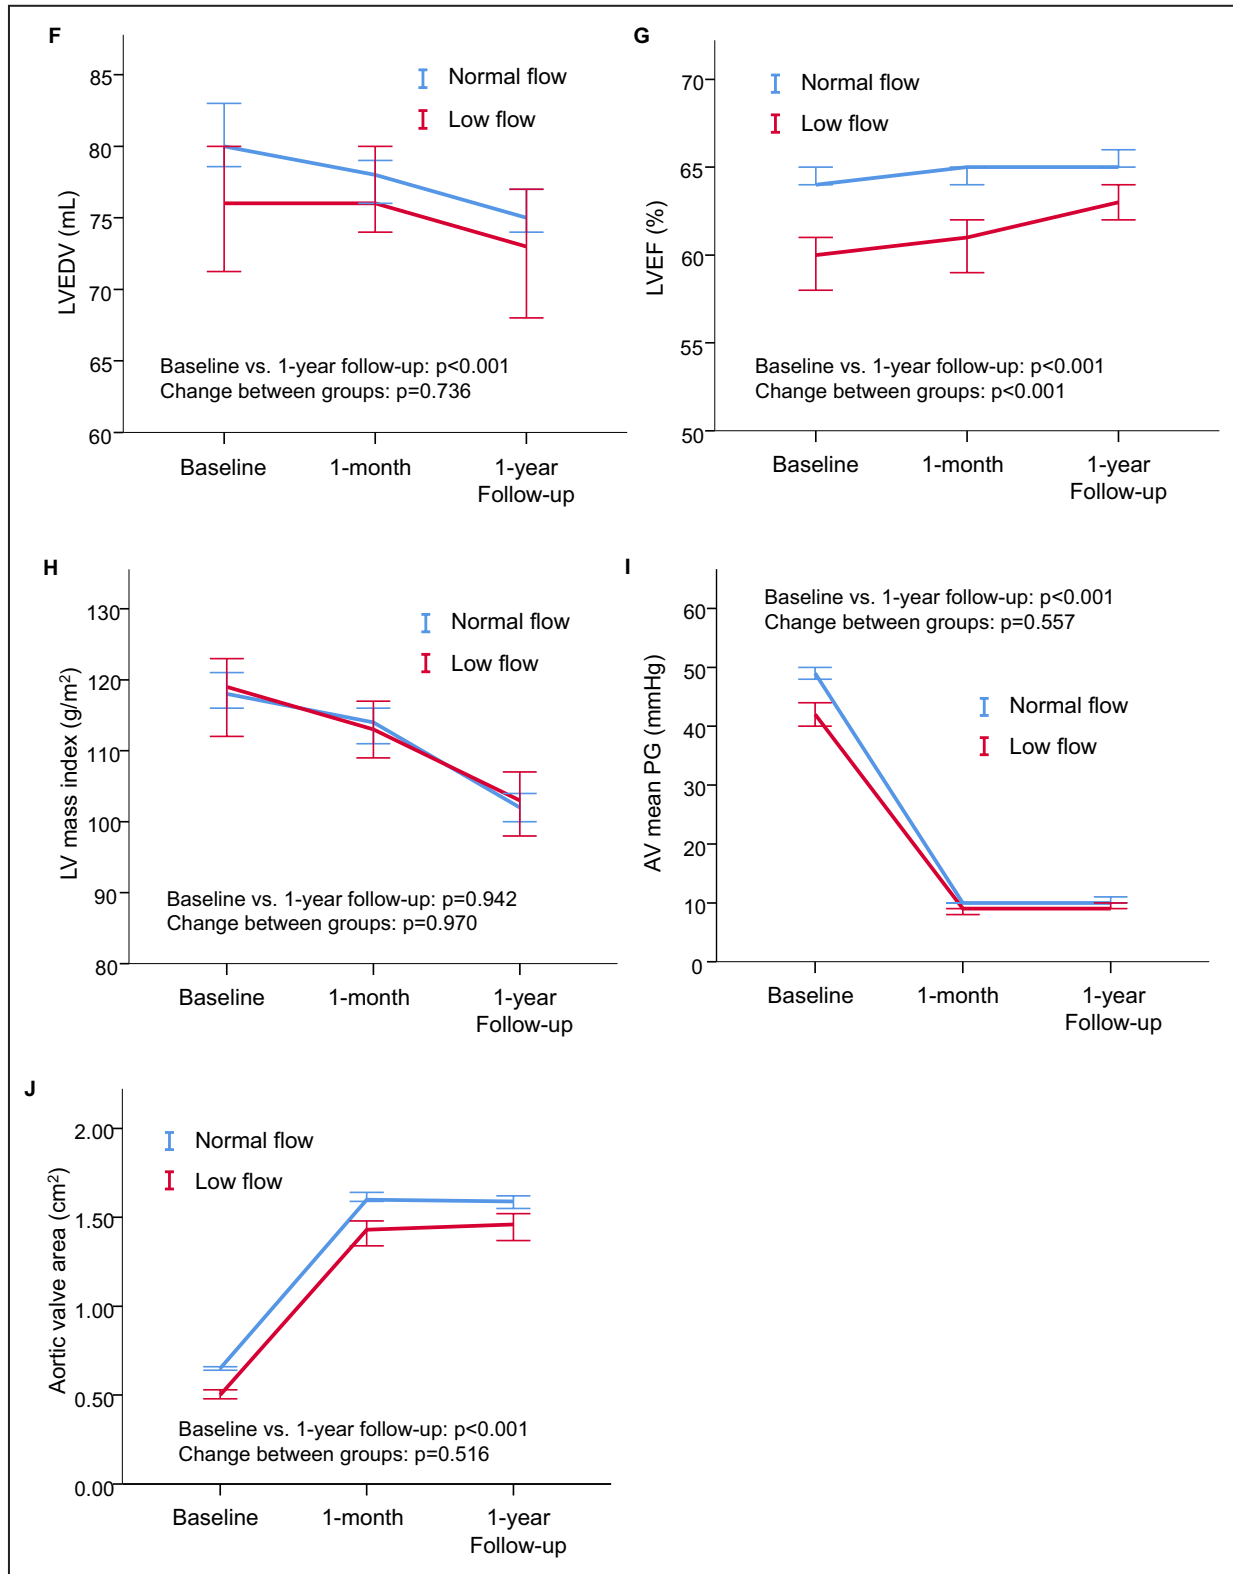 F
LVEDV (mL)
85
80
75
70
65
60
Normal flow
Low flow
Baseline vs. 1-year follow-up: p<0.001
Change between groups: p=0.736
Baseline
1-month
1-year
Follow-up
G
LVEF (%)
70
65
60
55
50
Normal flow
Low flow
Baseline vs. 1-year follow-up: p<0.001
Change between groups: p<0.001
Baseline
1-month
1-year
Follow-up
H
LV mass index (g/m²)
130
120
110
100
90
80
Normal flow
Low flow
Baseline vs. 1-year follow-up: p=0.942
Change between groups: p=0.970
Baseline
1-month
1-year
Follow-up
I
AV mean PG (mmHg)
60
50
40
30
20
10
0
Baseline vs. 1-year follow-up: p<0.001
Change between groups: p=0.557
Normal flow
Low flow
Baseline
1-month
1-year
Follow-up
J
Aortic valve area (cm²)
2.00
1.50
1.00
0.50
0.00
Normal flow
Low flow
Baseline vs. 1-year follow-up: p<0.001
Change between groups: p=0.516
Baseline
1-month
1-year
Follow-up